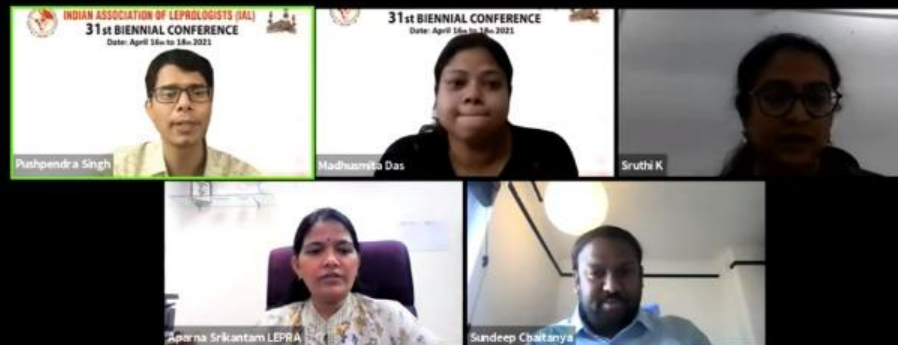 INDIAN ASSOCIATION OF LEPROLOGISTS (IAL)
31st BIENNIAL CONFERENCE
Date: April 16th to 18th 2021
31st BIENNIAL CONFERENCE
Date: April 16th to 18th 2021
Pushpendra Singh
Madhusmita Das
Sruthi K
Aparna Srikantam LEPRA
Sundeep Chaitanya